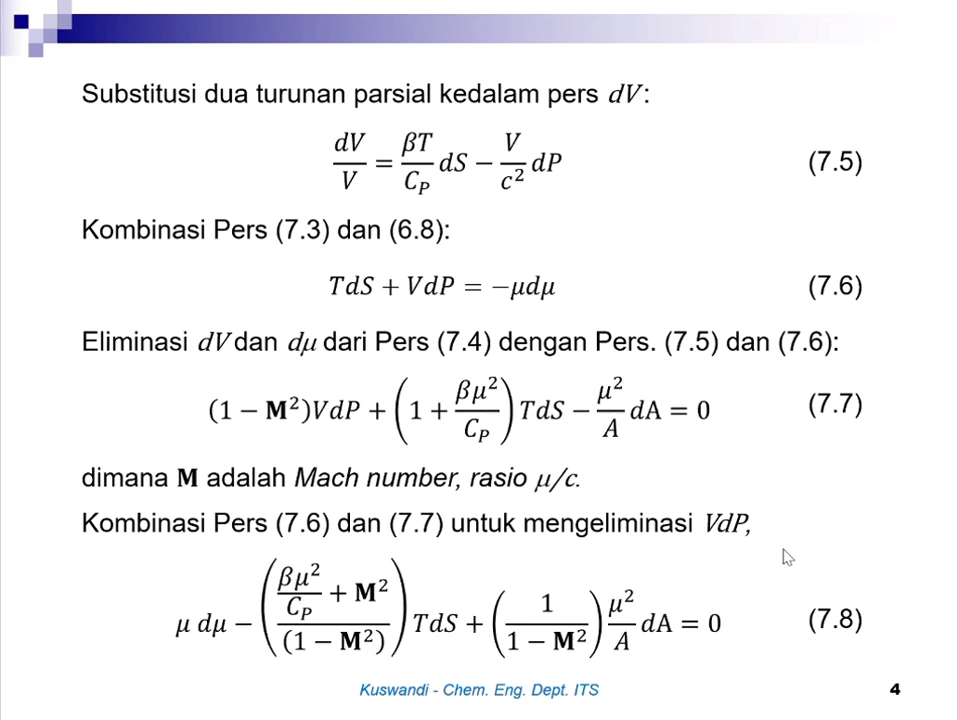 Substitusi dua turunan parsial kedalam pers dV:
dV/V = βT/C_P dS − V/c² dP (7.5)
Kombinasi Pers (7.3) dan (6.8):
TdS + VdP = −μdμ (7.6)
Eliminasi dV dan dμ dari Pers (7.4) dengan Pers. (7.5) dan (7.6):
(1 − M²)VdP + (1 + βμ²/C_P) TdS − μ²/A dA = 0 (7.7)
dimana M adalah Mach number, rasio μ/c.
Kombinasi Pers (7.6) dan (7.7) untuk mengeliminasi VdP,
μ dμ − ((βμ²/C_P + M²)/(1 − M²)) TdS + (1/(1 − M²)) μ²/A dA = 0 (7.8)
Kuswandi - Chem. Eng. Dept. ITS 4